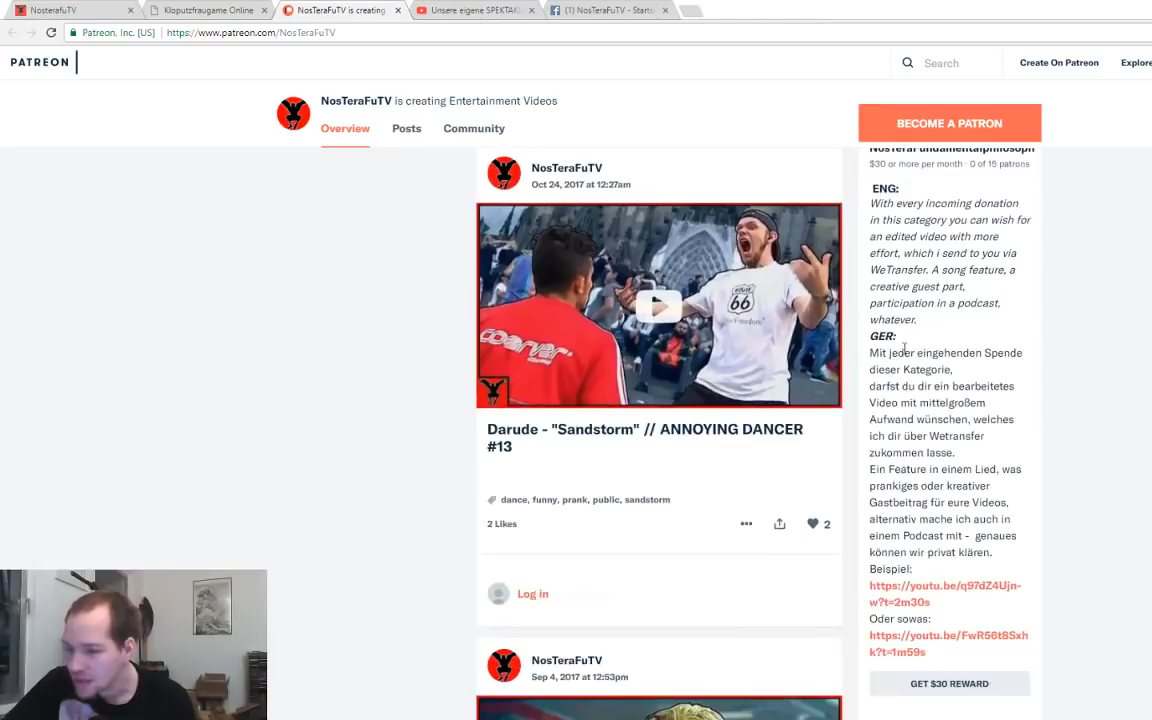 NosterafuTV
Kloputzfraugame Online
NosTeraFuTV is creating
Unsere eigene SPEKTAK
(1) NosTeraFuTV - Starts
Patreon, Inc. [US]
https://www.patreon.com/NosTeraFuTV
PATREON
Search
Create On Patreon
Explore
NosTeraFuTV is creating Entertainment Videos
Overview
Posts
Community
BECOME A PATRON
NosTeraFundamentalphilosoph
$30 or more per month · 0 of 15 patrons
ENG:
With every incoming donation
in this category you can wish for
an edited video with more
effort, which i send to you via
WeTransfer. A song feature, a
creative guest part,
participation in a podcast,
whatever.
GER:
Mit jeder eingehenden Spende
dieser Kategorie,
darfst du dir ein bearbeitetes
Video mit mittelgroßem
Aufwand wünschen, welches
ich dir über Wetransfer
zukommen lasse.
Ein Feature in einem Lied, was
prankiges oder kreativer
Gastbeitrag für eure Videos,
alternativ mache ich auch in
einem Podcast mit - genaues
können wir privat klären.
Beispiel:
https://youtu.be/q97dZ4Ujn-
w?t=2m30s
Oder sowas:
https://youtu.be/FwR56t8Sxh
k?t=1m59s
GET $30 REWARD
NosTeraFuTV
Oct 24, 2017 at 12:27am
ROUTE
66
coarvar
Darude - "Sandstorm" // ANNOYING DANCER
#13
dance, funny, prank, public, sandstorm
2 Likes
2
Log in
NosTeraFuTV
Sep 4, 2017 at 12:53pm